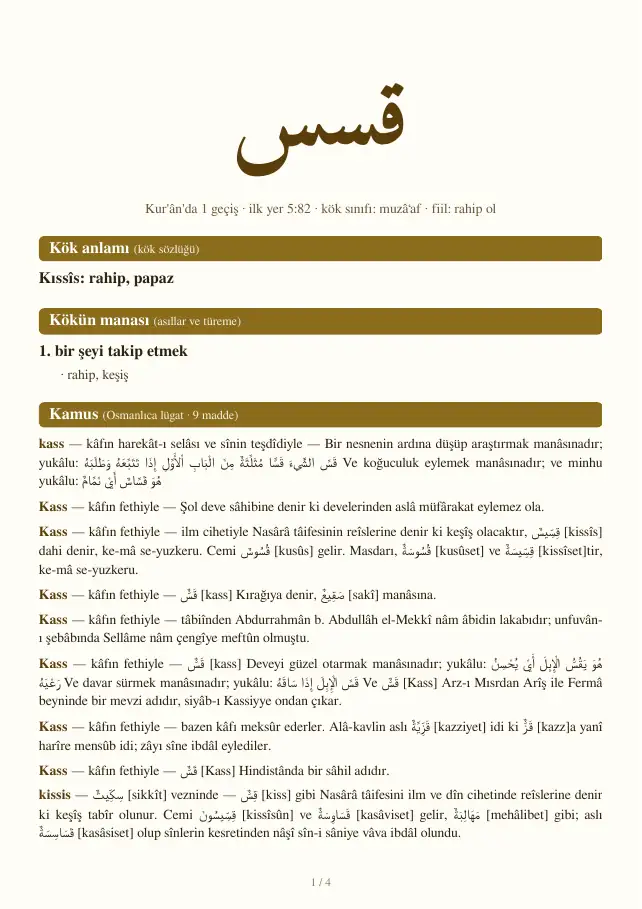 قسس
Kur'ân'da 1 geçiş · ilk yer 5:82 · kök sınıfı: muzâ'af · fiil: rahip ol
Kök anlamı (kök sözlüğü)
Kıssîs: rahip, papaz
Kökün manası (asıllar ve türeme)
1. bir şeyi takip etmek
· rahip, keşiş
Kamus (Osmanlıca lügat · 9 madde)
kass — kâfın harekât-ı selâsı ve sînin teşdîdiyle — Bir nesnenin ardına düşüp araştırmak manâsınadır;
yukâlu: قَسَّ الشَّيْءَ قَسًّا مُثَلَّثَةً مِنَ الْبَابِ الْأَوَّلِ إِذَا تَتَبَّعَهُ وَطَلَبَهُ Ve koğuculuk eylemek manâsınadır; ve minhu
yukâlu: هُوَ قَسَّاسٌ أَيْ نَمَّامٌ
Kass — kâfın fethiyle — Şol deve sâhibine denir ki develerinden aslâ müfârakat eylemez ola.
Kass — kâfın fethiyle — ilm cihetiyle Nasârâ tâifesinin reîslerine denir ki keşîş olacaktır, قِسِّيسٌ [kissîs]
dahi denir, ke-mâ se-yuzkeru. Cemi قُسُوسٌ [kusûs] gelir. Masdarı, قُسُوسَةٌ [kusûset] ve قِسِّيسَةٌ [kissîset]tir,
ke-mâ se-yuzkeru.
Kass — kâfın fethiyle — قَسٌّ [kass] Kırağıya denir, صَقِيعٌ [sakî] manâsına.
Kass — kâfın fethiyle — tâbiînden Abdurrahmân b. Abdullâh el-Mekkî nâm âbidin lakabıdır; unfuvân-
ı şebâbında Sellâme nâm çengîye meftûn olmuştu.
Kass — kâfın fethiyle — قَسٌّ [kass] Deveyi güzel otarmak manâsınadır; yukâlu: هُوَ يَقُسُّ الْإِبِلَ أَيْ يُحْسِنُ
رَعْيَهُ Ve davar sürmek manâsınadır; yukâlu: قَسَّ الْإِبِلَ إِذَا سَاقَهُ Ve قَسٌّ [Kass] Arz-ı Mısrdan Arîş ile Fermâ
beyninde bir mevzi adıdır, siyâb-ı Kassiyye ondan çıkar.
Kass — kâfın fethiyle — bazen kâfı meksûr ederler. Alâ-kavlin aslı قَزِّيَّةٌ [kazziyet] idi ki قَزٌّ [kazz]a yanî
harîre mensûb idi; zâyı sîne ibdâl eylediler.
Kass — kâfın fethiyle — قَسٌّ [Kass] Hindistânda bir sâhil adıdır.
kissis — سِكِّيتٌ [sikkît] vezninde — قِسٌّ [kiss] gibi Nasârâ tâifesini ilm ve dîn cihetinde reîslerine denir
ki keşîş tabîr olunur. Cemi قِسِّيسُونَ [kissîsûn] ve قَسَاوِسَةٌ [kasâviset] gelir, مَهَالِبَةٌ [mehâlibet] gibi; aslı
قَسَاسِسَةٌ [kasâsiset] olup sînlerin kesretinden nâşî sîn-i sâniye vâva ibdâl olundu.
1 / 4